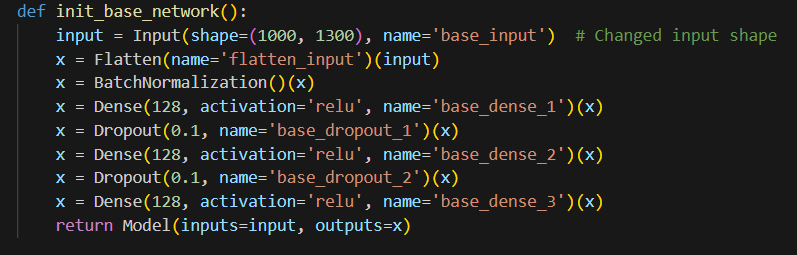 def init_base_network():
    input = Input(shape=(1000, 1300), name='base_input')  # Changed input shape
    x = Flatten(name='flatten_input')(input)
    x = BatchNormalization()(x)
    x = Dense(128, activation='relu', name='base_dense_1')(x)
    x = Dropout(0.1, name='base_dropout_1')(x)
    x = Dense(128, activation='relu', name='base_dense_2')(x)
    x = Dropout(0.1, name='base_dropout_2')(x)
    x = Dense(128, activation='relu', name='base_dense_3')(x)
    return Model(inputs=input, outputs=x)